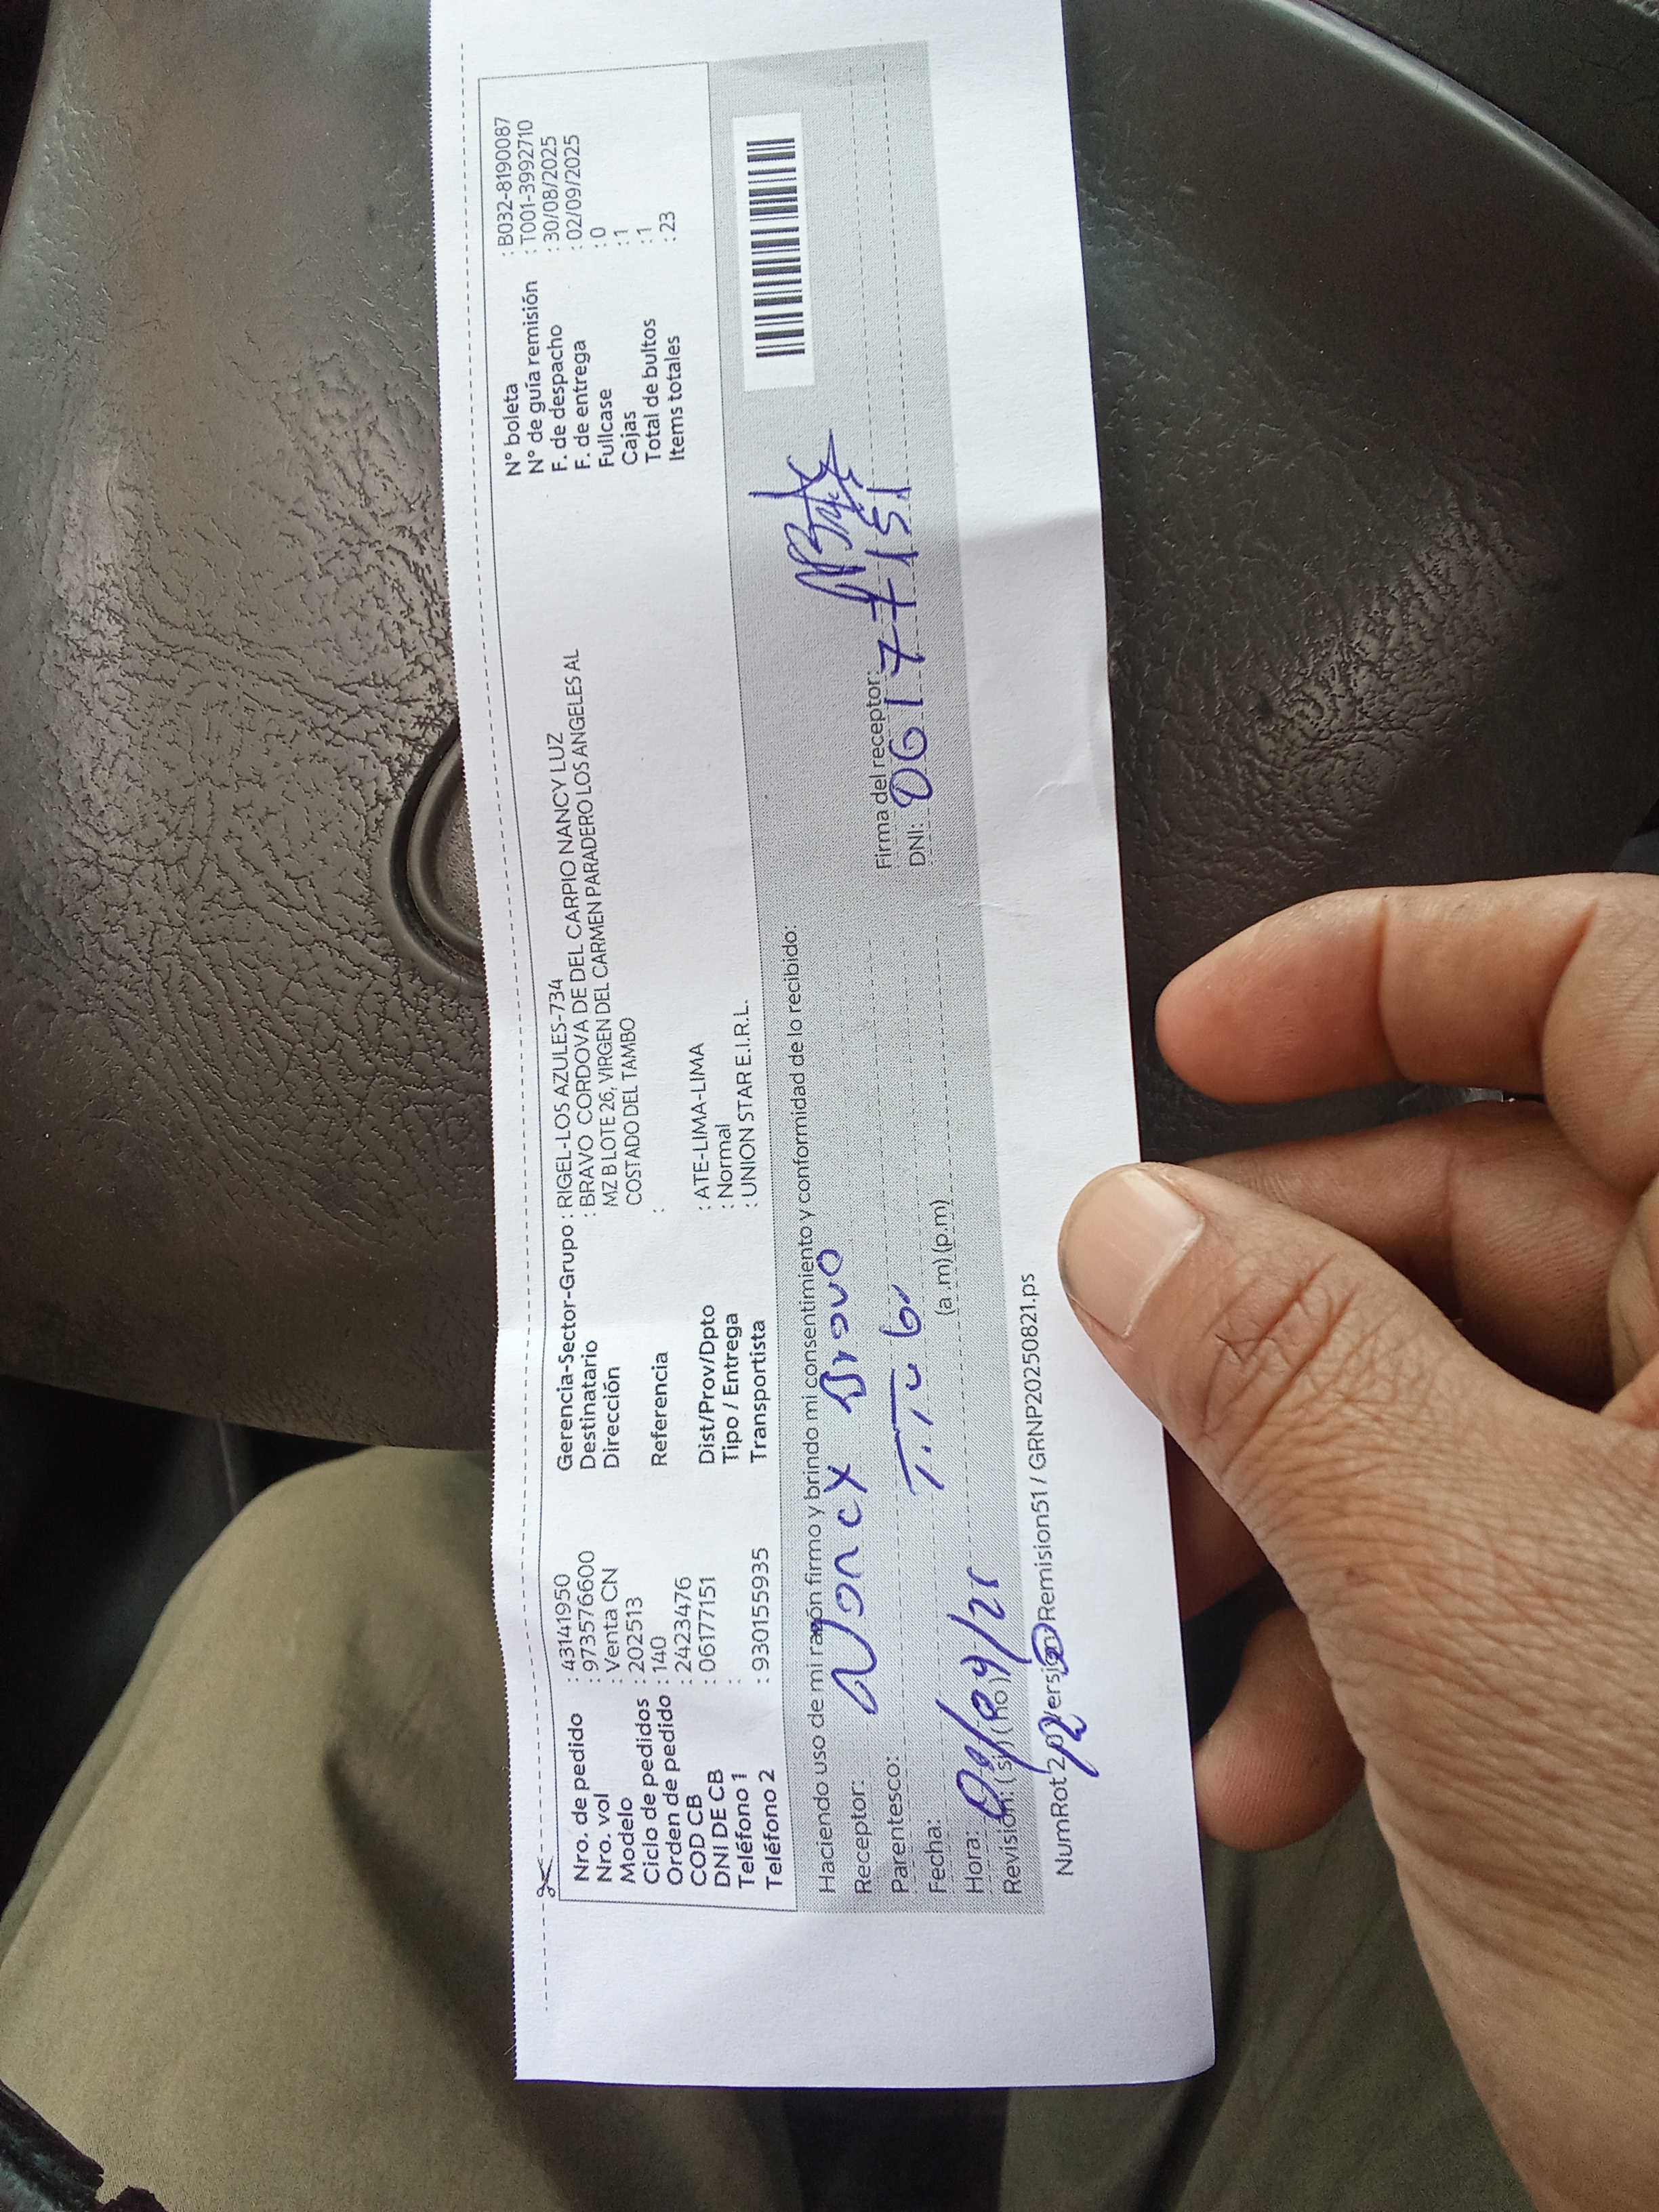 Nro. de pedido : 43141950
Nro. val : 973576600
Modelo : Venta CN
Ciclo de pedidos : 202513
Orden de pedido : 140
COD CB : 2423476
DNI DE CB : 06177151
Teléfono 1 :
Teléfono 2 : 930155935
Gerencia-Sector-Grupo : RIGEL-LOS AZULES-734
Destinatario : BRAVO CORDOVA DE DEL CARPIO NANCY LUZ
Dirección MZ B LOTE 26, VIRGEN DEL CARMEN PARADERO LOS ANGELES AL
COSTADO DEL TAMBO
Referencia :
Dist/Prov/Dpto : ATE-LIMA-LIMA
Tipo / Entrega : Normal
Transportista : UNION STAR E.I.R.L.
N° boleta : B032-8190087
N° de guía remisión : T001-3992710
F. de despacho : 30/08/2025
F. de entrega : 02/09/2025
Fullcase : 0
Cajas : 1
Total de bultos : 1
Items totales : 23
Haciendo uso de mi razón firmo y brindo mi consentimiento y conformidad de lo recibido:
Receptor: Nancy Bravo
Parentesco:
Fecha:
Hora: (a.m) (p.m)
Revisión: (si) (no)
Firma del receptor:
DNI: 06177151
Remision51 / GRNP20250821.ps